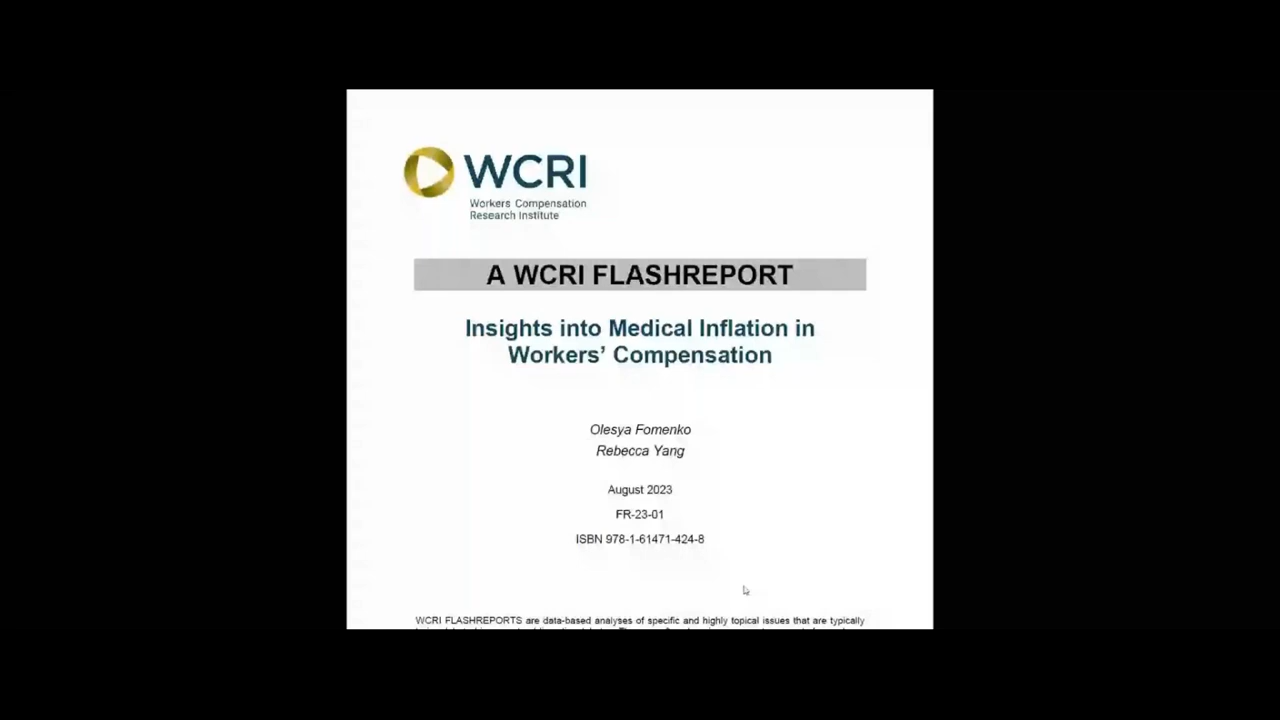 WCRI
Workers Compensation
Research Institute
A WCRI FLASHREPORT
Insights into Medical Inflation in
Workers’ Compensation
Olesya Fomenko
Rebecca Yang
August 2023
FR-23-01
ISBN 978-1-61471-424-8
WCRI FLASHREPORTS are data-based analyses of specific and highly topical issues that are typically